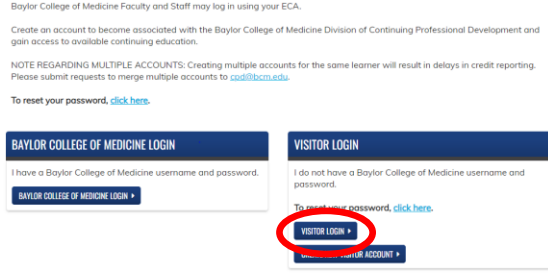 Baylor College of Medicine Faculty and Staff may log in using your ECA.
Create an account to become associated with the Baylor College of Medicine Division of Continuing Professional Development and
gain access to available continuing education.
NOTE REGARDING MULTIPLE ACCOUNTS: Creating multiple accounts for the same learner will result in delays in credit reporting.
Please submit requests to merge multiple accounts to cpd@bcm.edu.
To reset your password, click here.
BAYLOR COLLEGE OF MEDICINE LOGIN
I have a Baylor College of Medicine username and password.
BAYLOR COLLEGE OF MEDICINE LOGIN
VISITOR LOGIN
I do not have a Baylor College of Medicine username and
password.
To reset your password, click here.
VISITOR LOGIN
VISITOR ACCOUNT